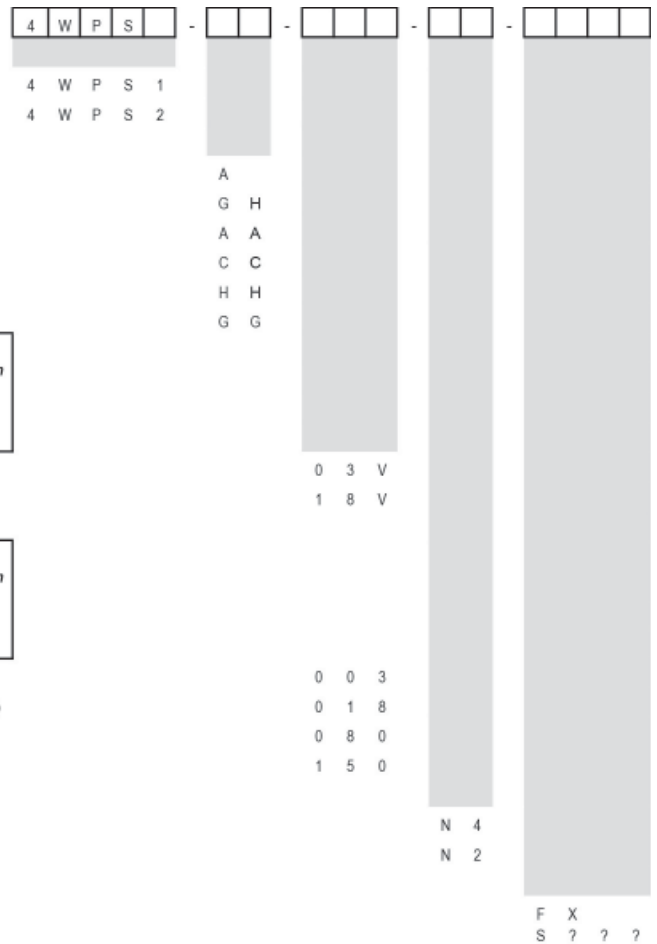 4 W P S - - - -
4 W P S 1
4 W P S 2
A
G H
A A
C C
H H
G G
0 3 V
1 8 V
0 0 3
0 1 8
0 8 0
1 5 0
N 4
N 2
F X
S ? ? ?